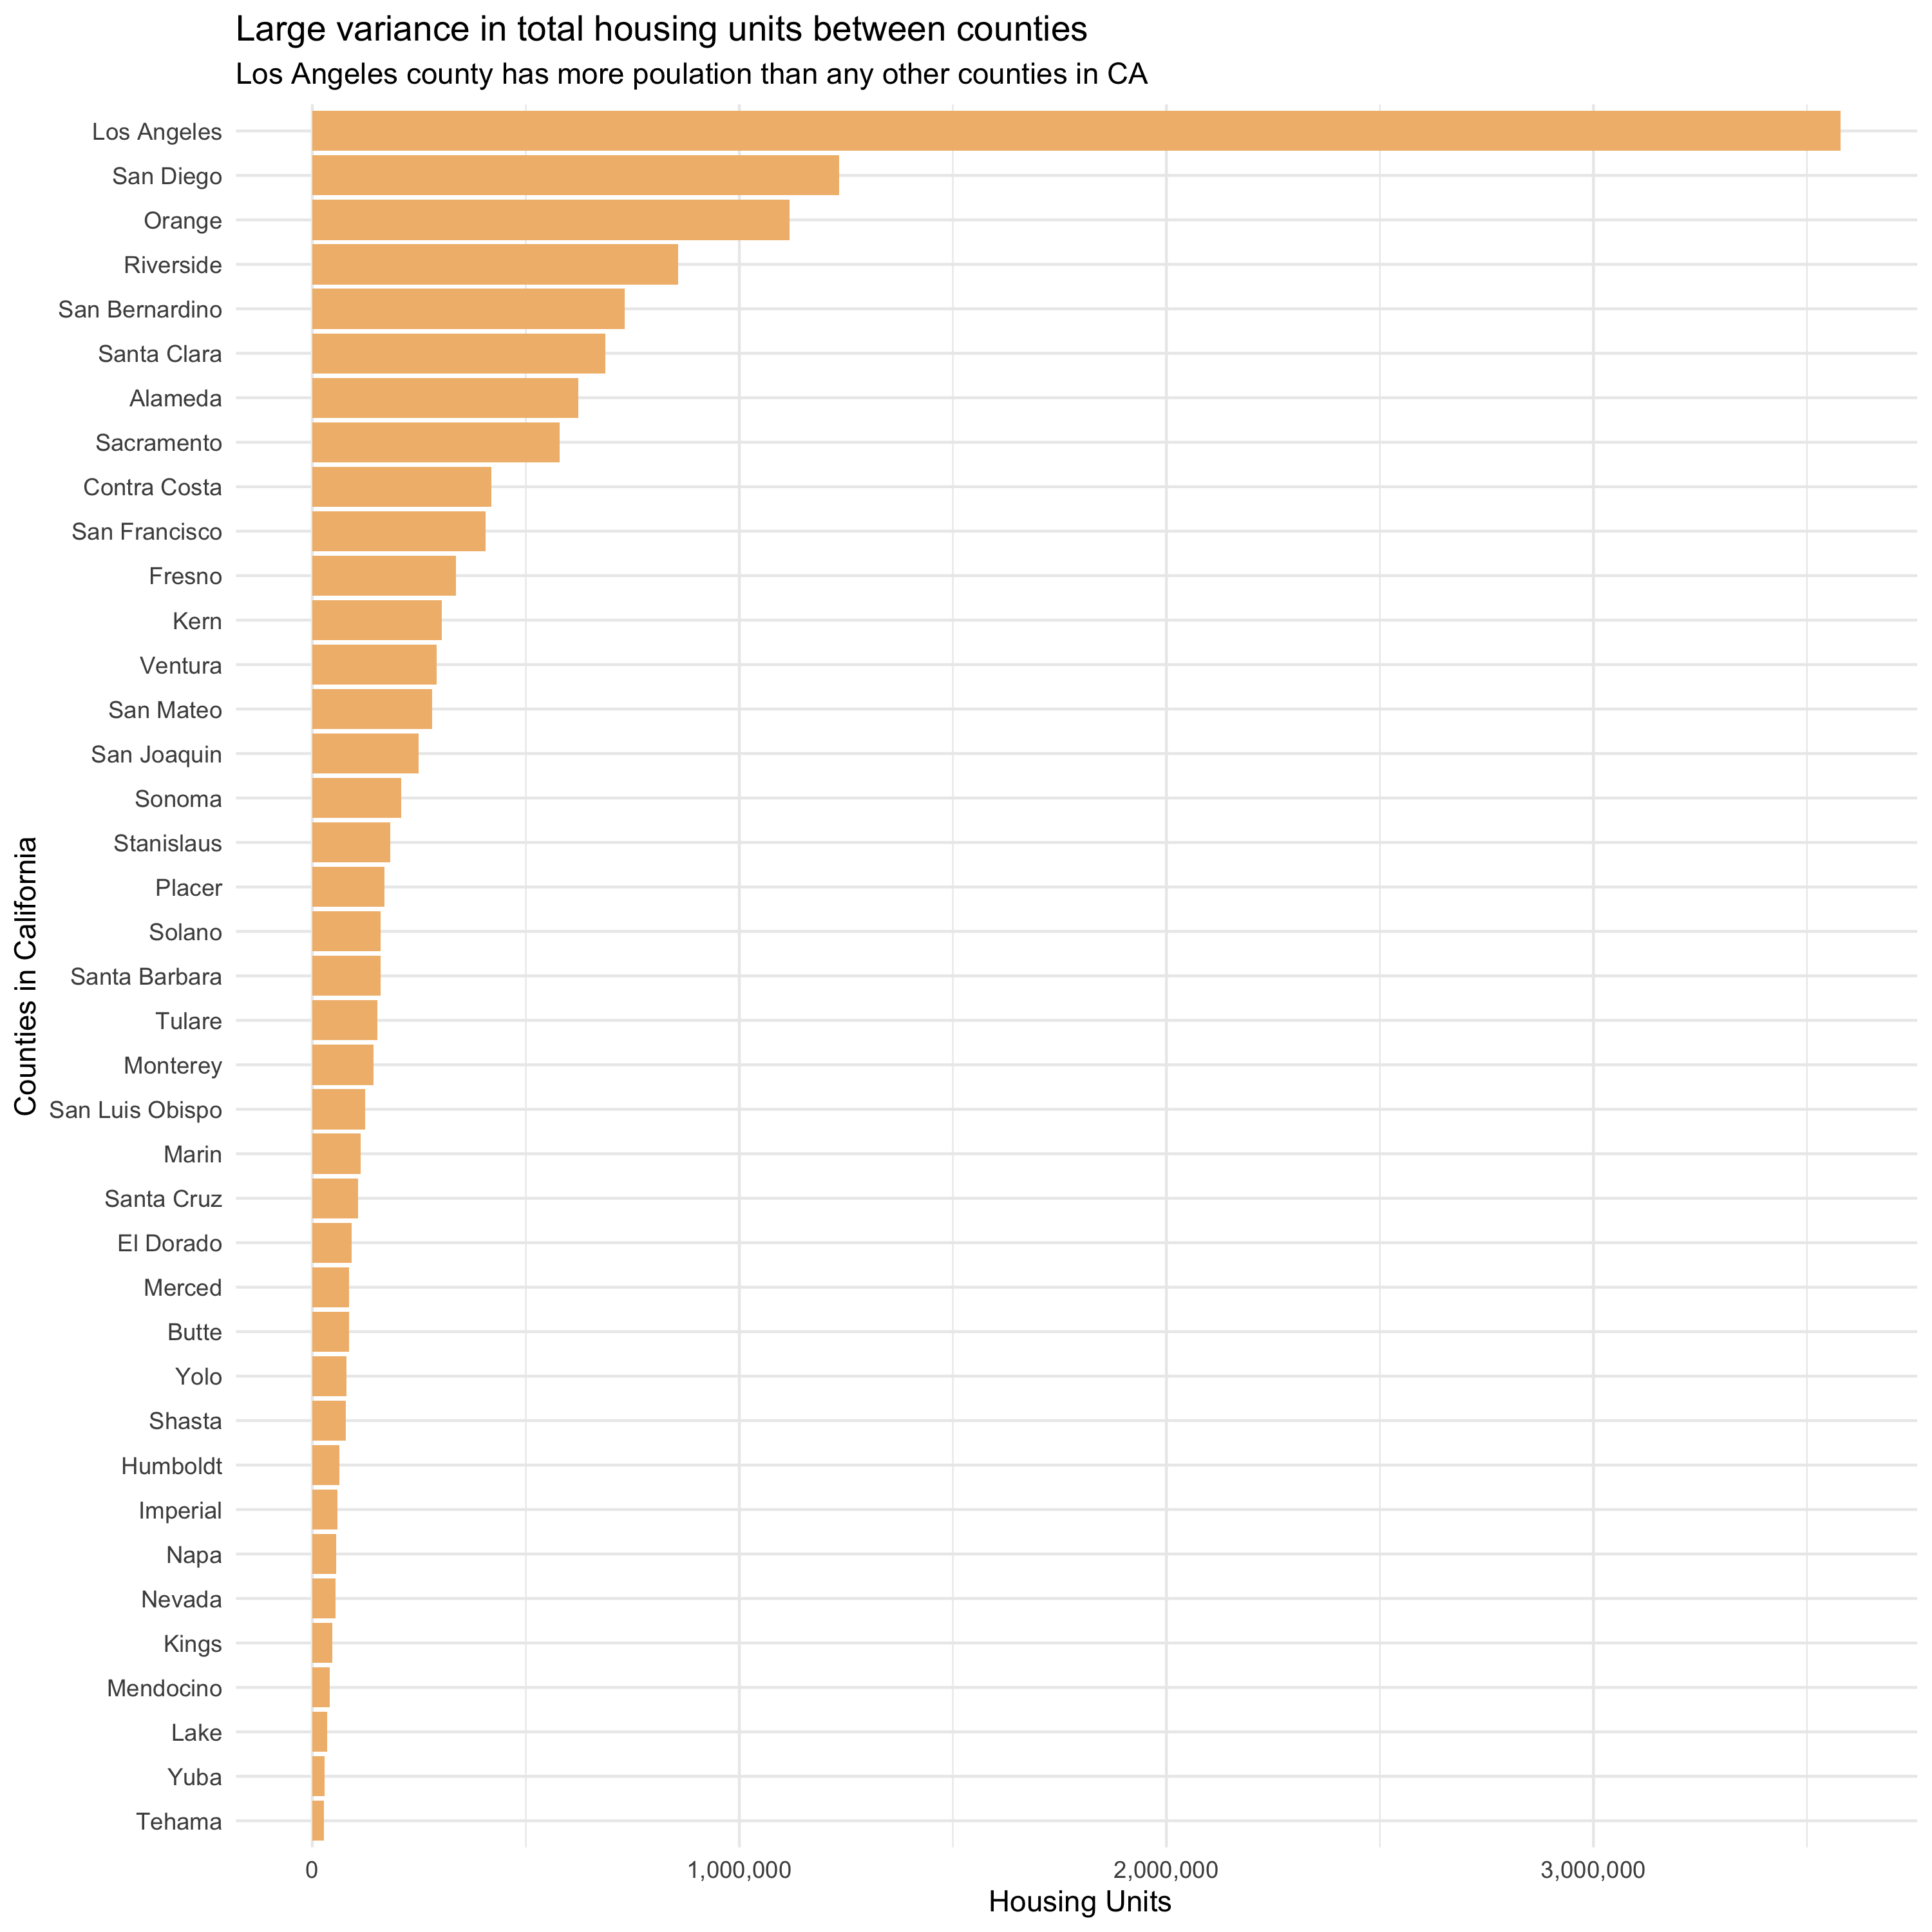 Large variance in total housing units between counties
Los Angeles county has more poulation than any other counties in CA
Counties in California
Los Angeles
San Diego
Orange
Riverside
San Bernardino
Santa Clara
Alameda
Sacramento
Contra Costa
San Francisco
Fresno
Kern
Ventura
San Mateo
San Joaquin
Sonoma
Stanislaus
Placer
Solano
Santa Barbara
Tulare
Monterey
San Luis Obispo
Marin
Santa Cruz
El Dorado
Merced
Butte
Yolo
Shasta
Humboldt
Imperial
Napa
Nevada
Kings
Mendocino
Lake
Yuba
Tehama
0 1,000,000 2,000,000 3,000,000
Housing Units